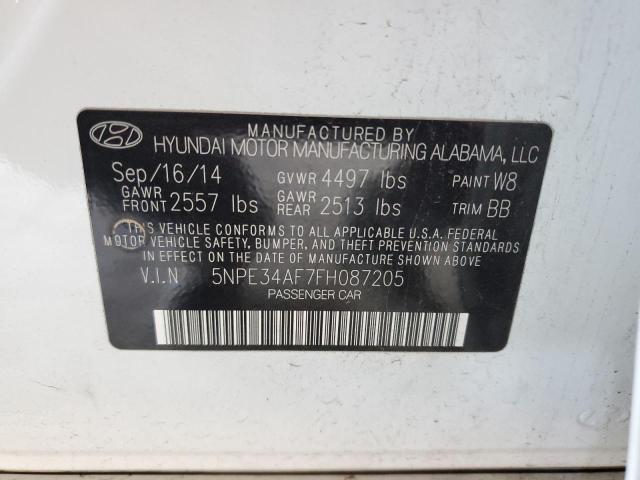 MANUFACTURED BY
HYUNDAI MOTOR MANUFACTURING ALABAMA, LLC
Sep/16/14 GVWR 4497 lbs PAINT W8
GAWR FRONT 2557 lbs GAWR REAR 2513 lbs TRIM BB
THIS VEHICLE CONFORMS TO ALL APPLICABLE U.S.A. FEDERAL
MOTOR VEHICLE SAFETY, BUMPER, AND THEFT PREVENTION
STANDARDS IN EFFECT ON THE DATE OF MANUFACTURE SHOWN ABOVE
V.I.N 5NPE34AF7FH087205
PASSENGER CAR